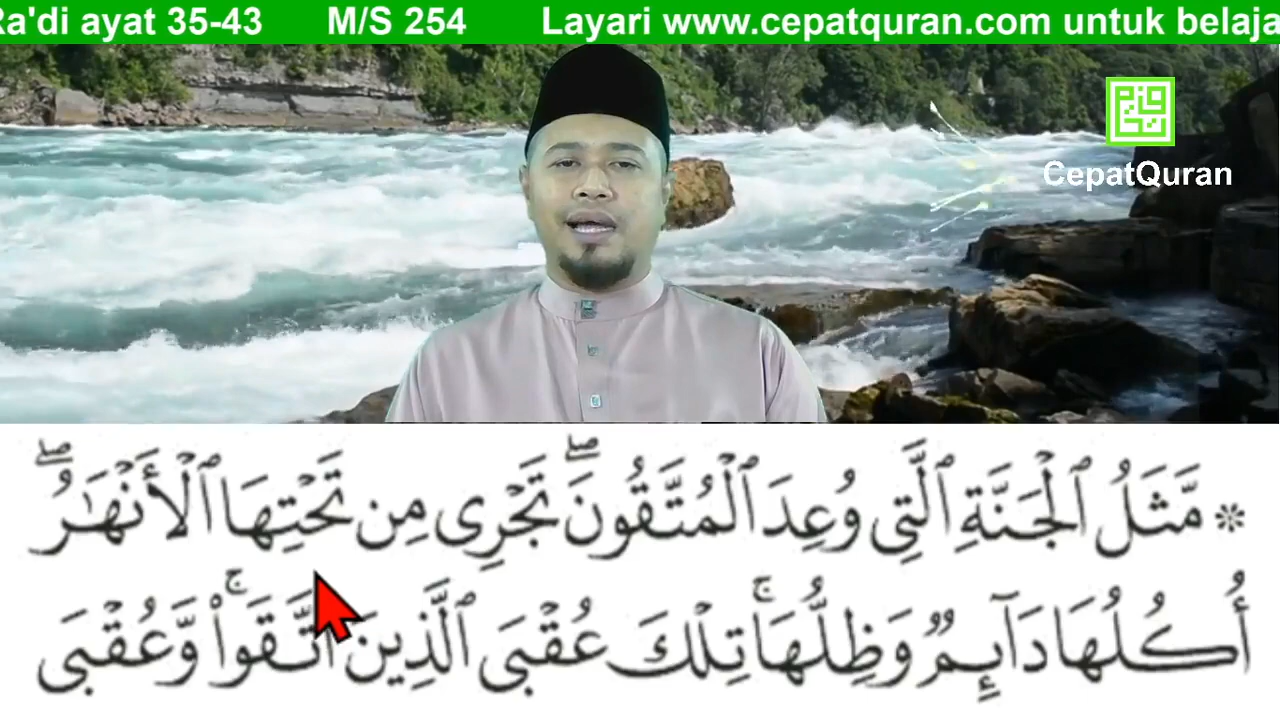 Ra'di ayat 35-43 M/S 254 Layari www.cepatquran.com untuk belaja
CepatQuran
۞ مَّثَلُ ٱلْجَنَّةِ ٱلَّتِى وُعِدَ ٱلْمُتَّقُونَ ۖ تَجْرِى مِن تَحْتِهَا ٱلْأَنْهَـٰرُ ۖ
أُكُلُهَا دَآئِمٌ وَظِلُّهَا ۚ تِلْكَ عُقْبَى ٱلَّذِينَ ٱتَّقَوا۟ ۚ وَّعُقْبَى